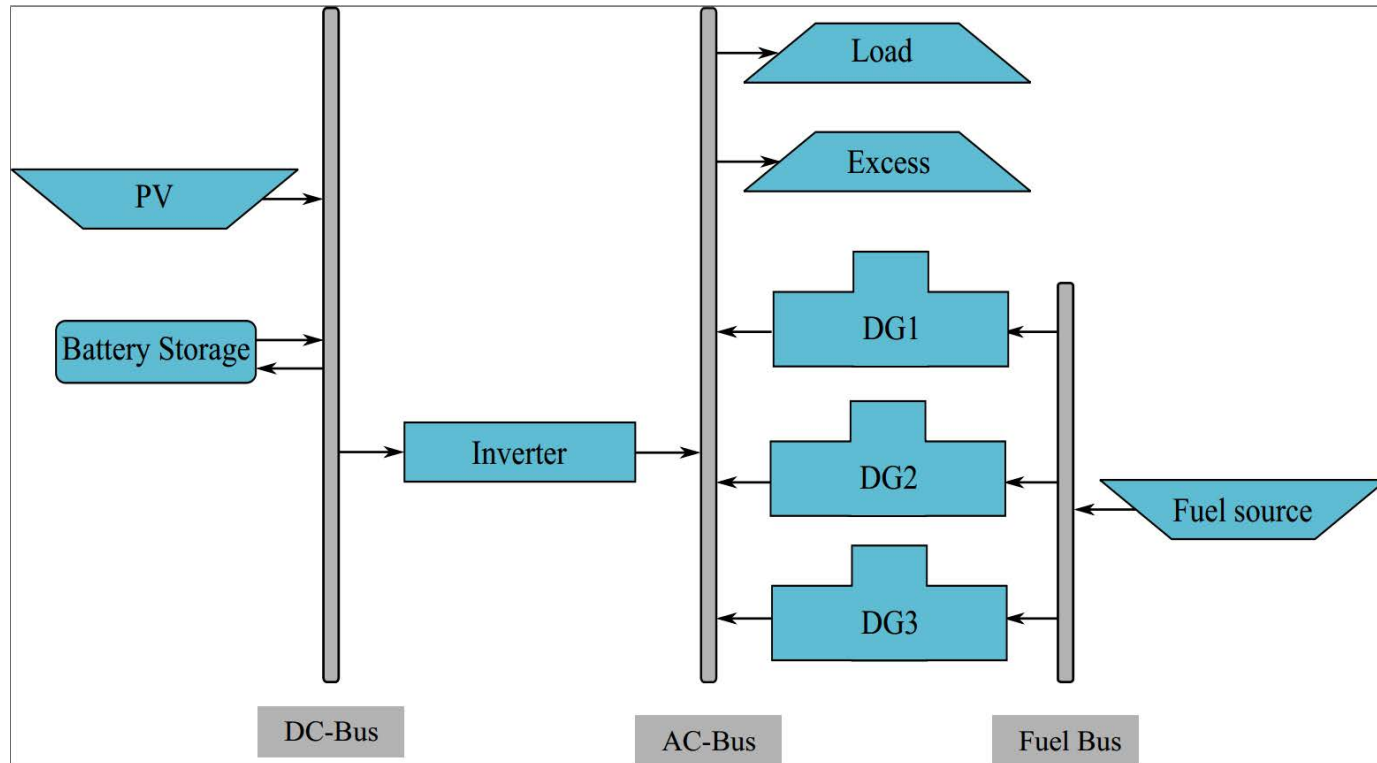 Load
Excess
PV
Battery Storage
DG1
Inverter
DG2
Fuel source
DG3
DC-Bus
AC-Bus
Fuel Bus